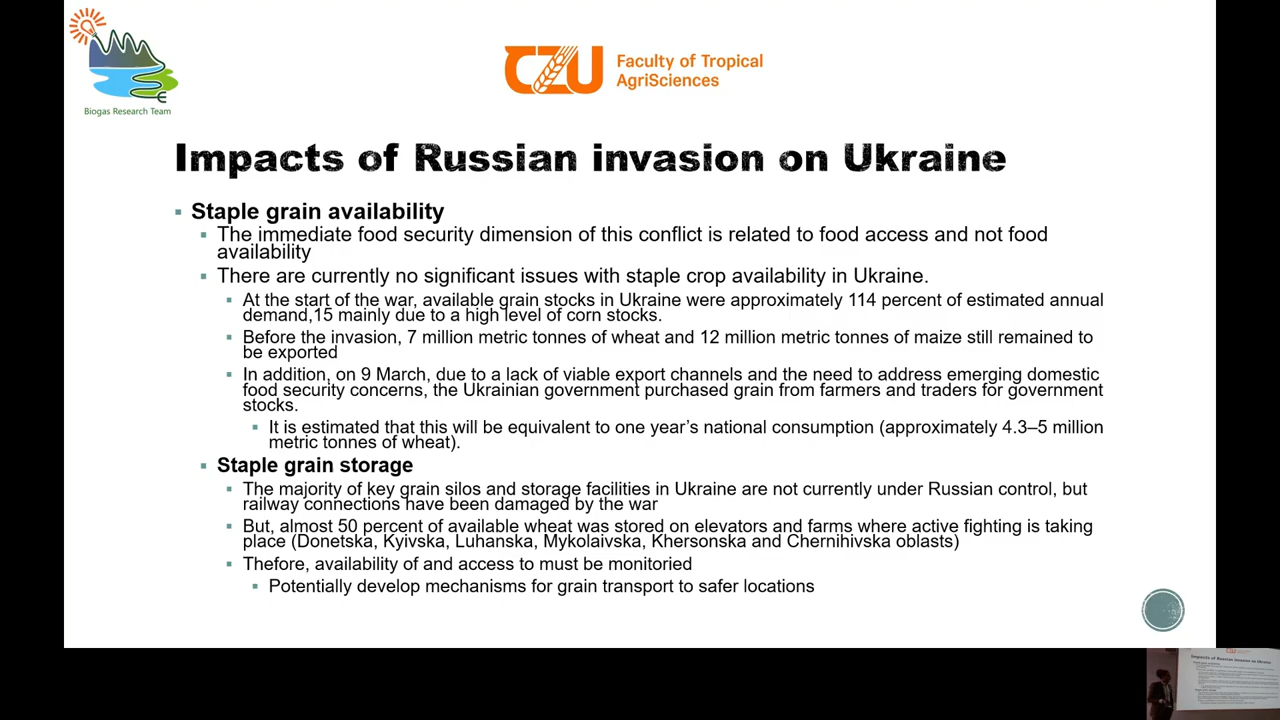 Biogas Research Team
CZU
Faculty of Tropical
AgriSciences
Impacts of Russian invasion on Ukraine
Staple grain availability
The immediate food security dimension of this conflict is related to food access and not food
availability
There are currently no significant issues with staple crop availability in Ukraine.
At the start of the war, available grain stocks in Ukraine were approximately 114 percent of estimated annual
demand,15 mainly due to a high level of corn stocks.
Before the invasion, 7 million metric tonnes of wheat and 12 million metric tonnes of maize still remained to
be exported
In addition, on 9 March, due to a lack of viable export channels and the need to address emerging domestic
food security concerns, the Ukrainian government purchased grain from farmers and traders for government
stocks.
It is estimated that this will be equivalent to one year’s national consumption (approximately 4.3–5 million
metric tonnes of wheat).
Staple grain storage
The majority of key grain silos and storage facilities in Ukraine are not currently under Russian control, but
railway connections have been damaged by the war
But, almost 50 percent of available wheat was stored on elevators and farms where active fighting is taking
place (Donetska, Kyivska, Luhanska, Mykolaivska, Khersonska and Chernihivska oblasts)
Thefore, availability of and access to must be monitoried
Potentially develop mechanisms for grain transport to safer locations
Impacts of Russian invasion on Ukraine